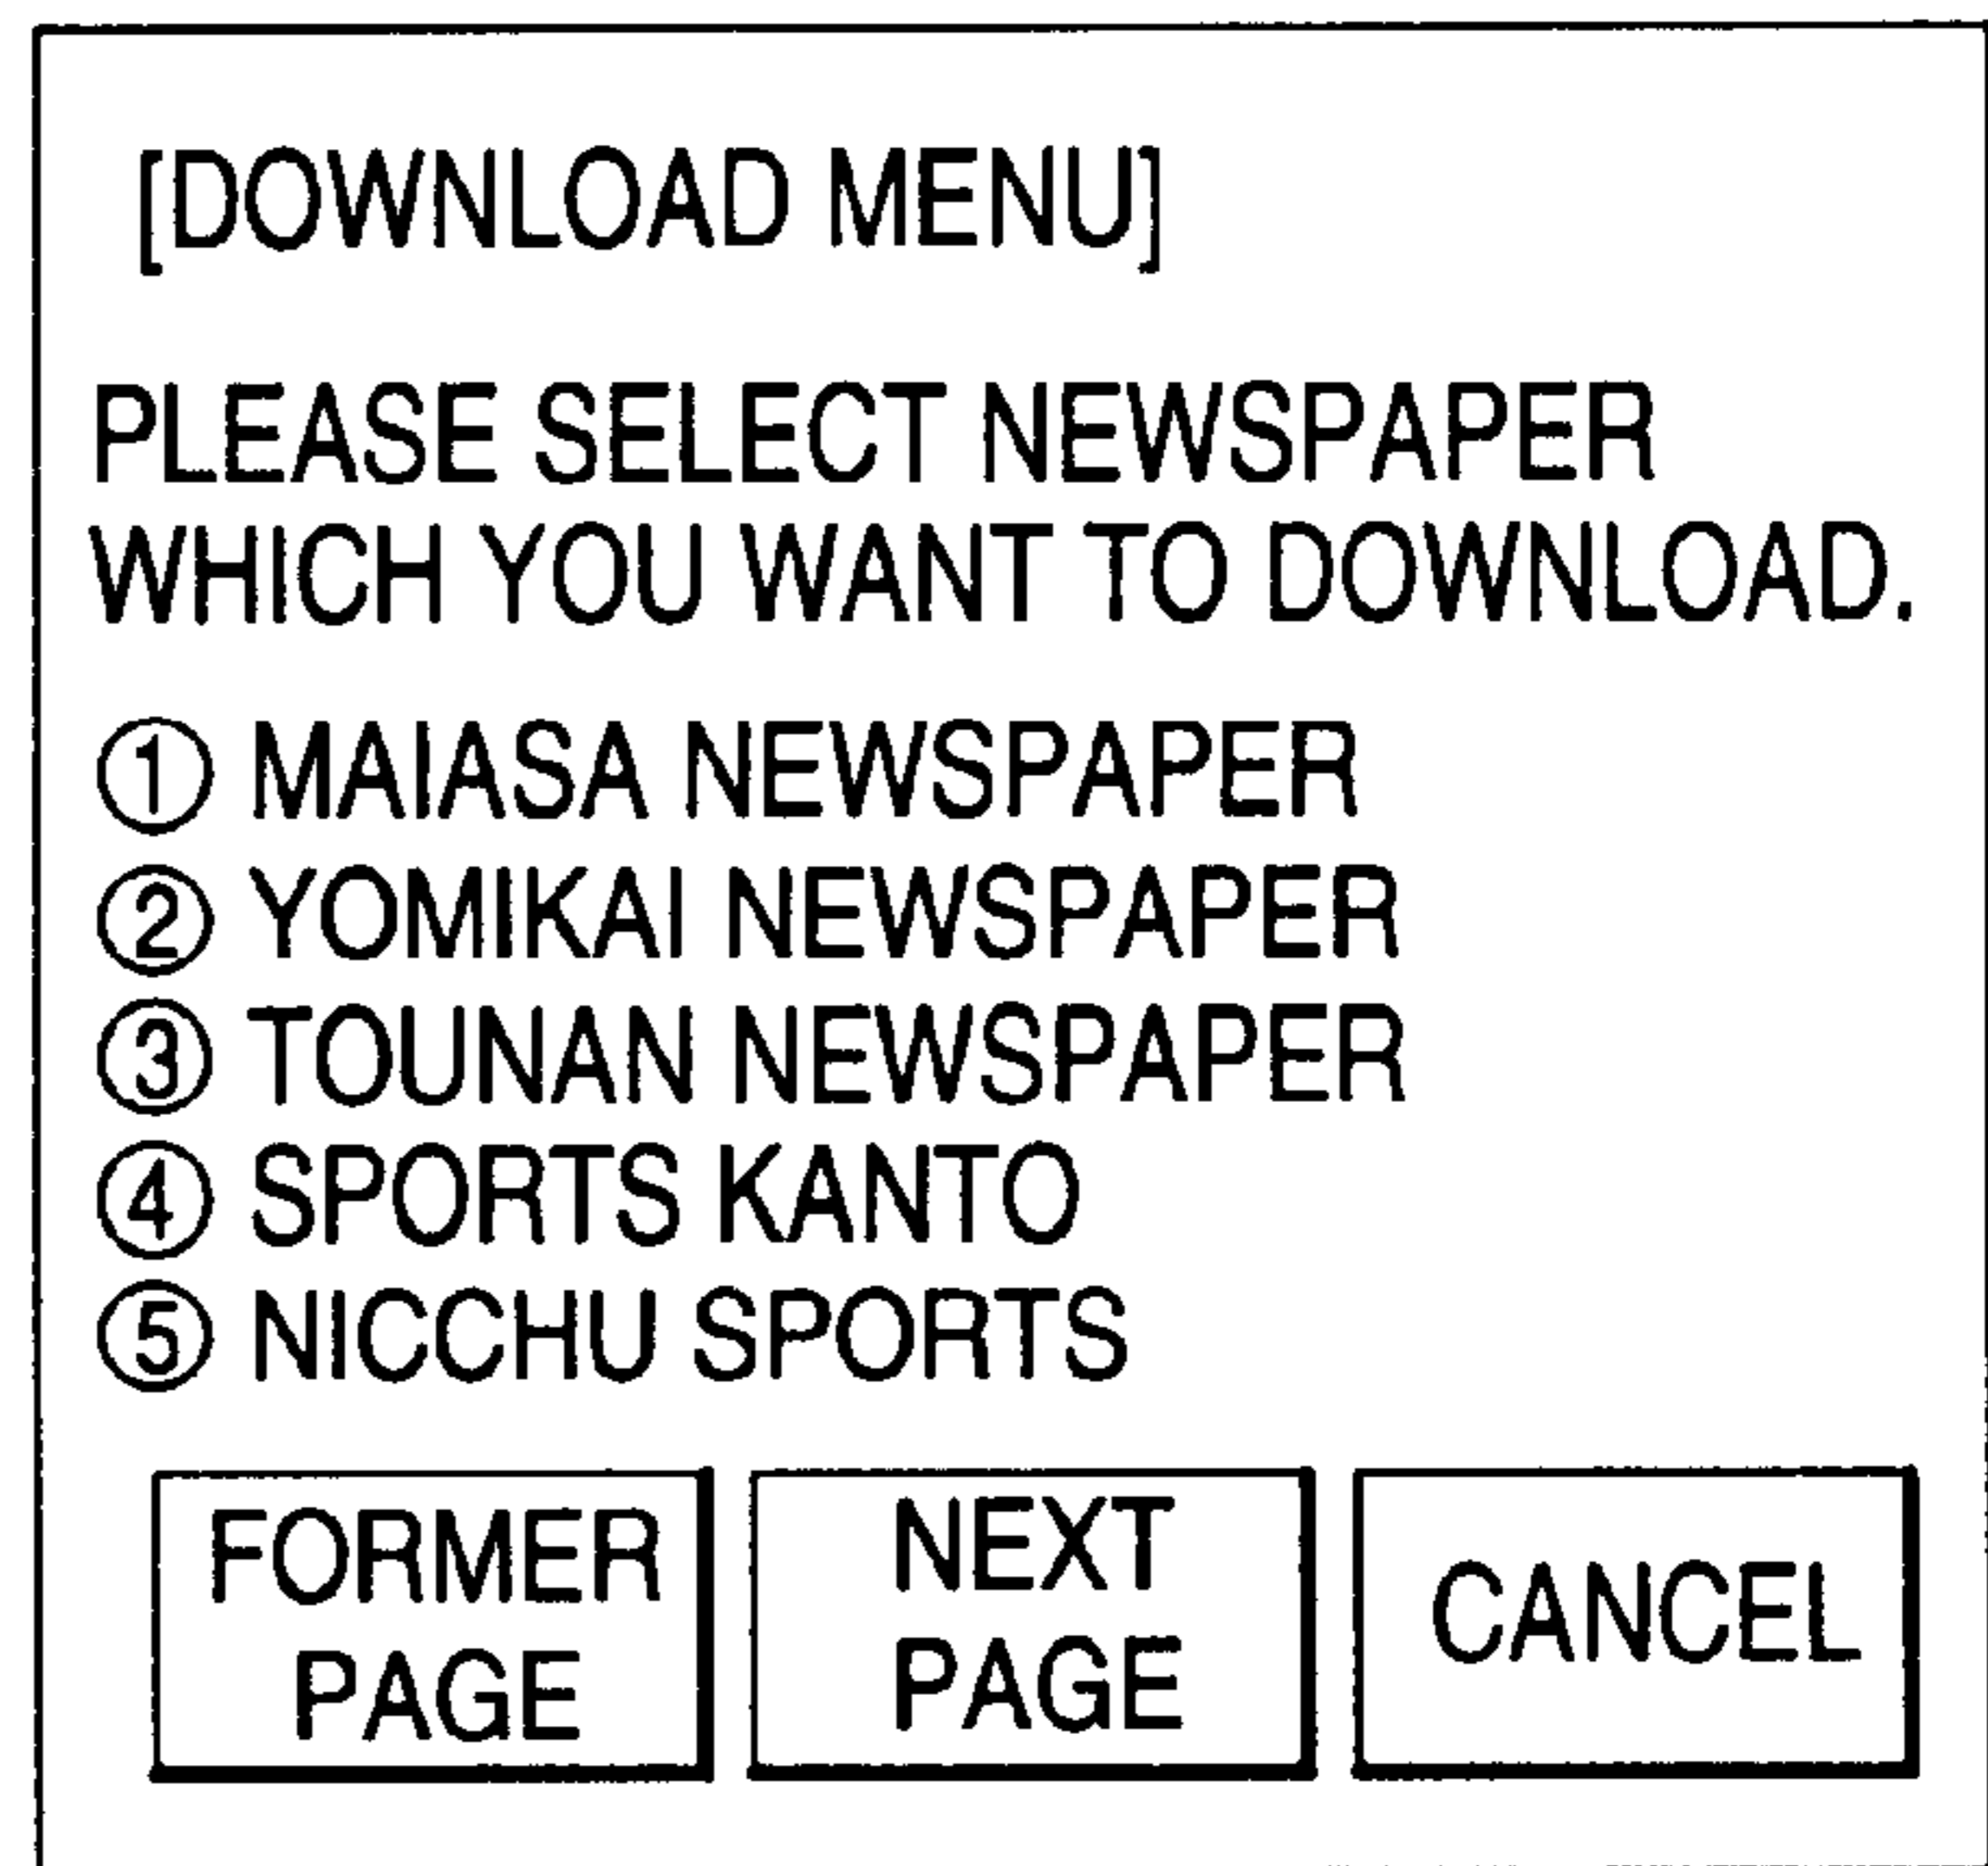 [DOWNLOAD MENU]
PLEASE SELECT NEWSPAPER
WHICH YOU WANT TO DOWNLOAD.
① MAIASA NEWSPAPER
② YOMIKAI NEWSPAPER
③ TOUNAN NEWSPAPER
④ SPORTS KANTO
⑤ NICCHU SPORTS
FORMER
PAGE
NEXT
PAGE
CANCEL